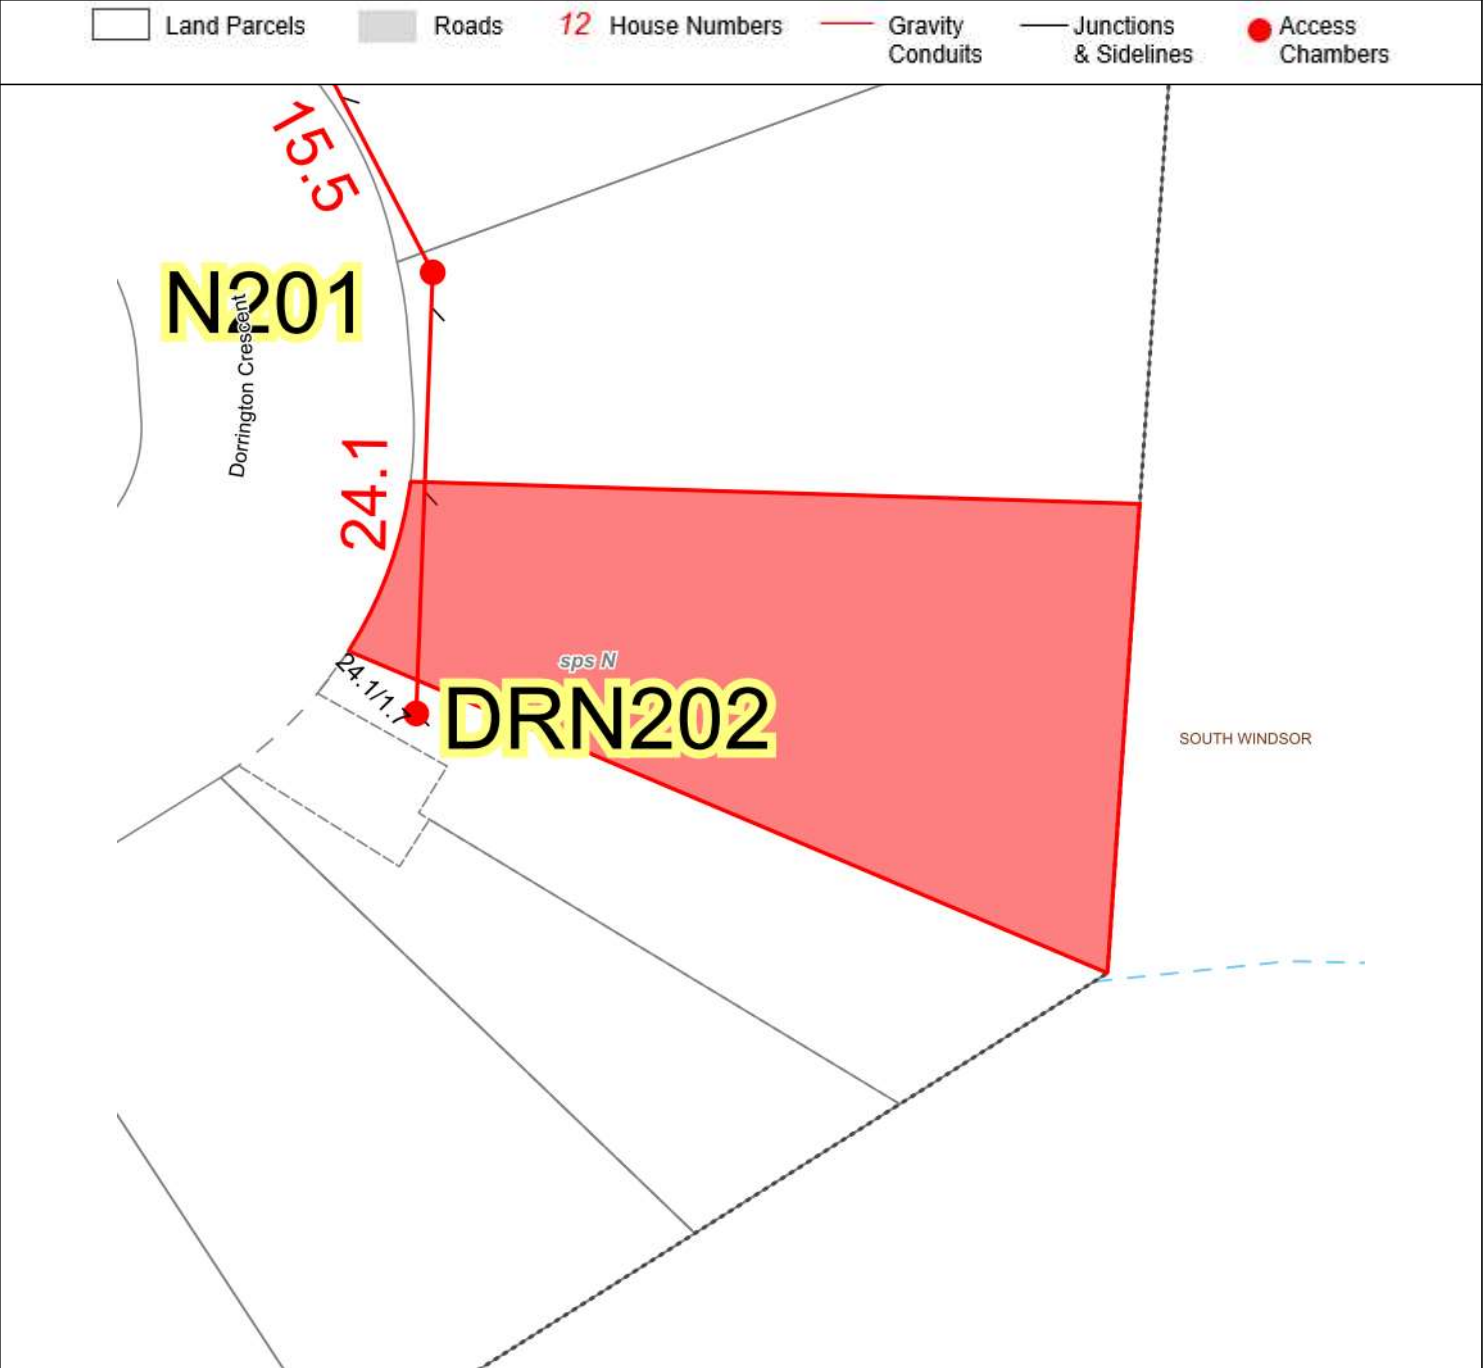 Land Parcels
Roads
12
House Numbers
Gravity
Conduits
Junctions
& Sidelines
Access
Chambers
15.5
N201
Dorrington Crescent
24.1
sps N
24.1/1.7
DRN202
SOUTH WINDSOR